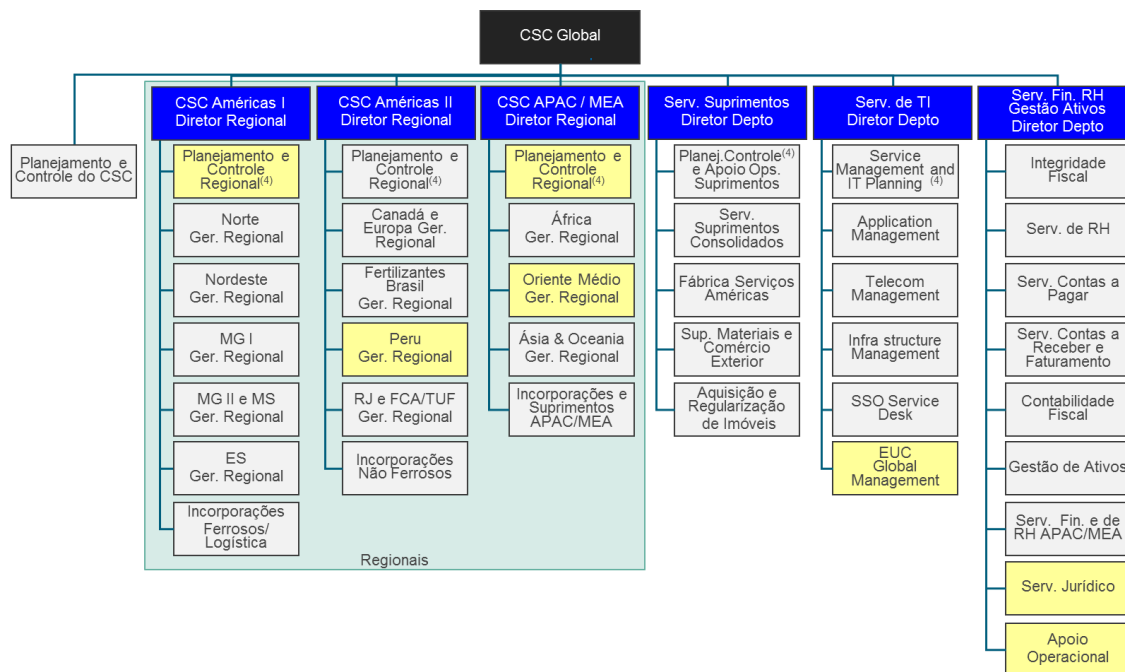 CSC Global
CSC Américas I
Diretor Regional
CSC Américas II
Diretor Regional
CSC APAC / MEA
Diretor Regional
Serv. Suprimentos
Diretor Depto
Serv. de TI
Diretor Depto
Serv. Fin. RH
Gestão Ativos
Diretor Depto
Planejamento e
Controle do CSC
Planejamento e
Controle
Regional(4)
Norte
Ger. Regional
Nordeste
Ger. Regional
MG I
Ger. Regional
MG II e MS
Ger. Regional
ES
Ger. Regional
Incorporações
Ferrosos/
Logística
Planejamento e
Controle
Regional(4)
Canadá e
Europa Ger.
Regional
Fertilizantes
Brasil
Ger. Regional
Peru
Ger. Regional
RJ e FCA/TUF
Ger. Regional
Incorporações
Não Ferrosos
Planejamento e
Controle
Regional(4)
África
Ger. Regional
Oriente Médio
Ger. Regional
Ásia & Oceania
Ger. Regional
Incorporações e
Suprimentos
APAC/MEA
Regionais
Planej.Controle(4)
e Apoio Ops.
Suprimentos
Serv.
Suprimentos
Consolidados
Fábrica Serviços
Américas
Sup. Materiais e
Comércio
Exterior
Aquisição e
Regularização
de Imóveis
Service
Management and
IT Planning (4)
Application
Management
Telecom
Management
Infra structure
Management
SSO Service
Desk
EUC
Global
Management
Integridade
Fiscal
Serv. de RH
Serv. Contas a
Pagar
Serv. Contas a
Receber e
Faturamento
Contabilidade
Fiscal
Gestão de Ativos
Serv. Fin. e de
RH APAC/MEA
Serv. Jurídico
Apoio
Operacional